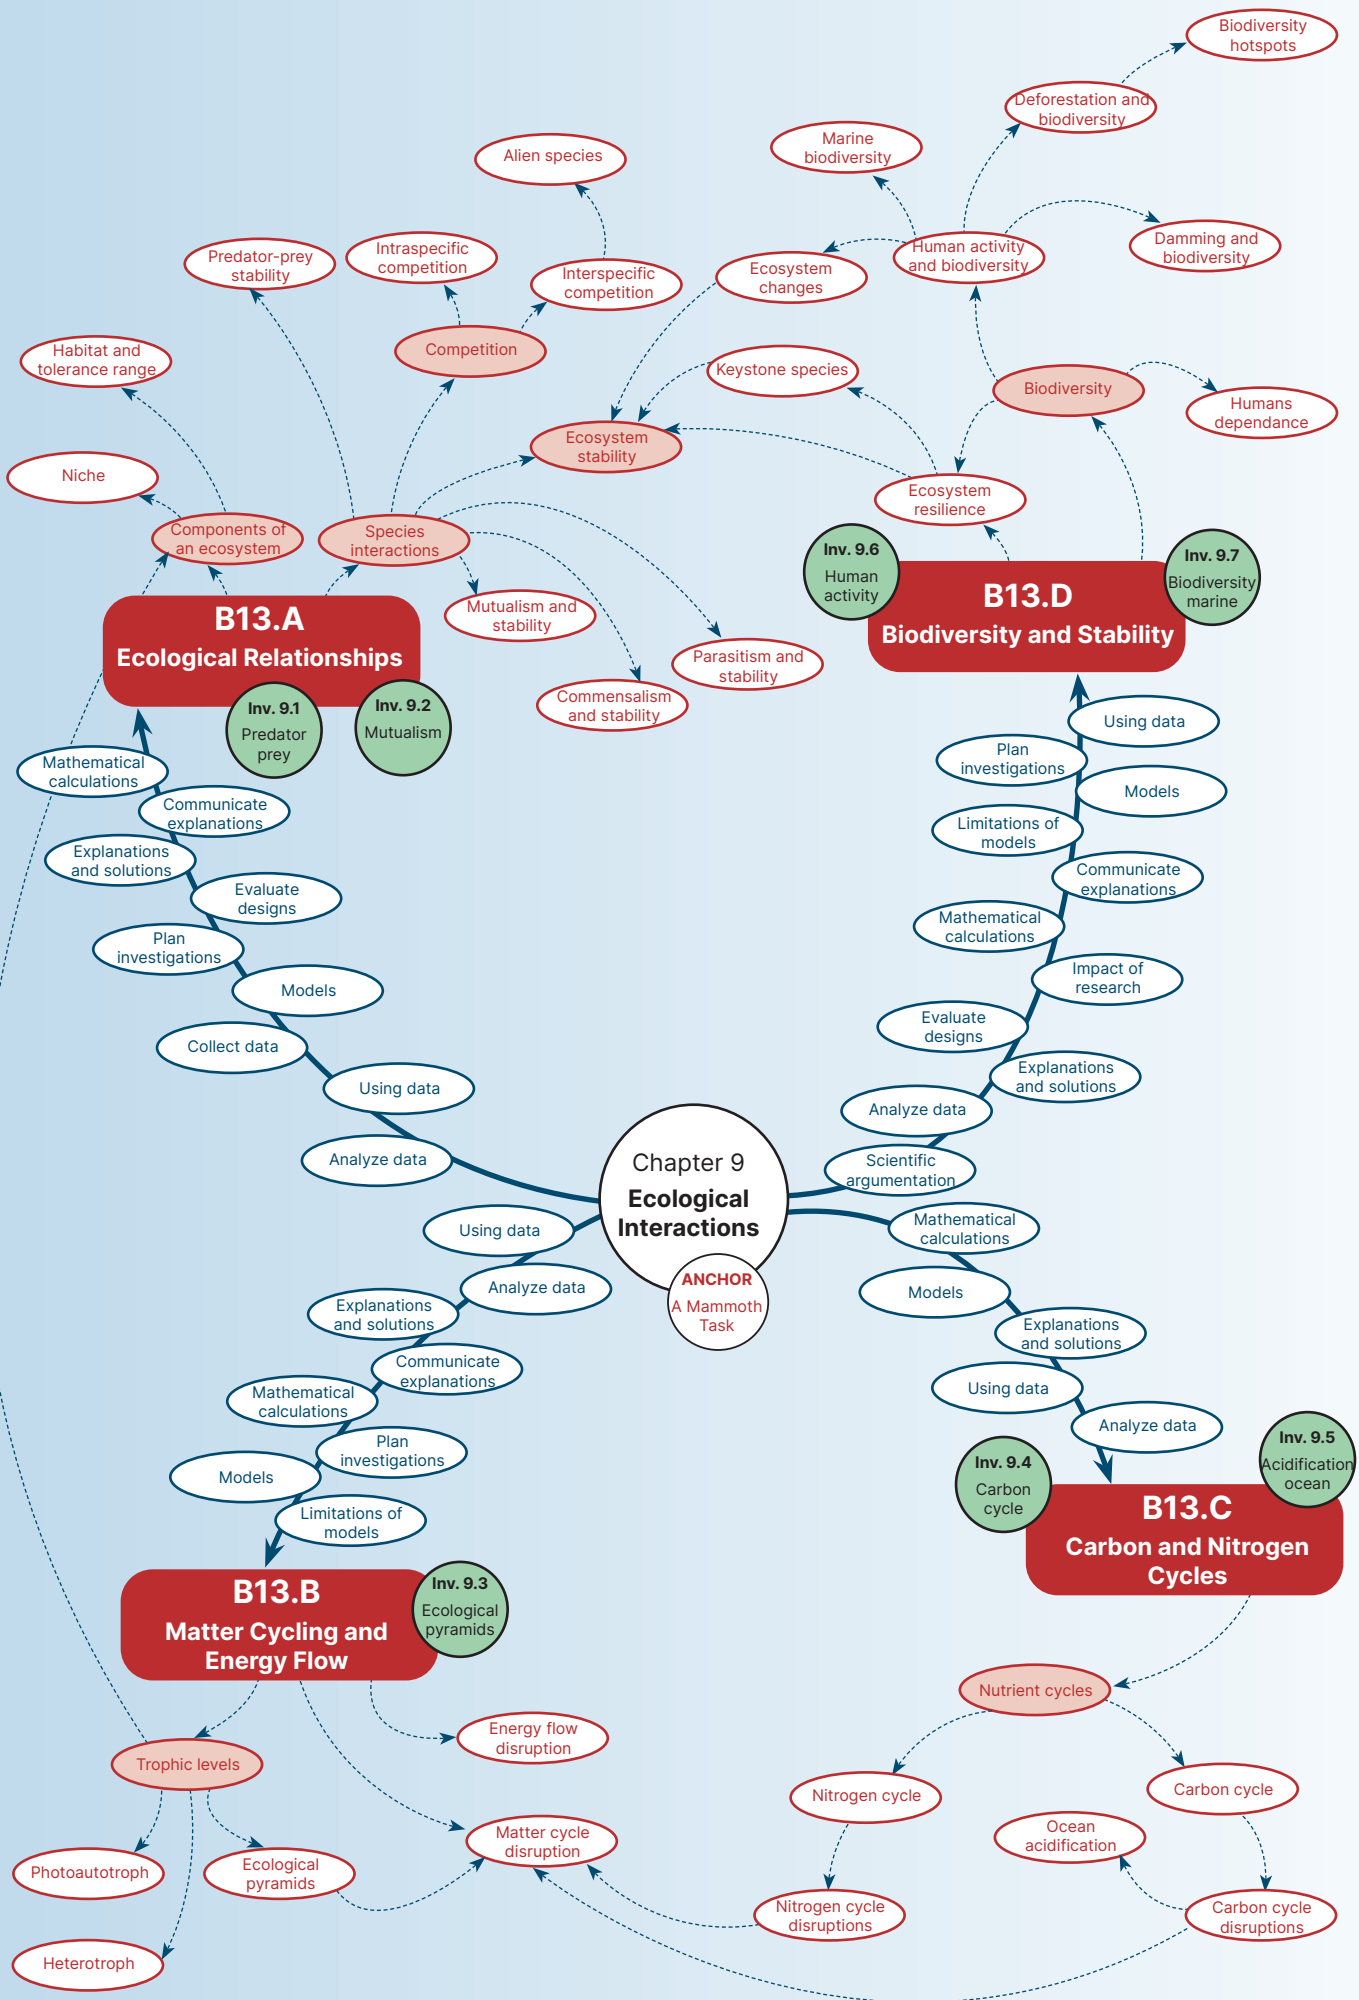 Biodiversity
hotspots
Deforestation and
biodiversity
Marine
biodiversity
Alien species
Human activity
and biodiversity
Damming and
biodiversity
Predator-prey
stability
Intraspecific
competition
Interspecific
competition
Ecosystem
changes
Competition
Habitat and
tolerance range
Keystone species
Biodiversity
Humans
dependance
Ecosystem
stability
Niche
Ecosystem
resilience
Components of
an ecosystem
Species
interactions
Mutualism and
stability
Parasitism and
stability
Commensalism
and stability
B13.A
Ecological Relationships
Inv. 9.1
Predator
prey
Inv. 9.2
Mutualism
Inv. 9.6
Human
activity
B13.D
Biodiversity and Stability
Inv. 9.7
Biodiversity
marine
Mathematical
calculations
Communicate
explanations
Explanations
and solutions
Evaluate
designs
Plan
investigations
Models
Collect data
Using data
Analyze data
Using data
Plan
investigations
Models
Limitations of
models
Communicate
explanations
Mathematical
calculations
Impact of
research
Evaluate
designs
Explanations
and solutions
Analyze data
Scientific
argumentation
Chapter 9
Ecological
Interactions
ANCHOR
A Mammoth
Task
Using data
Analyze data
Explanations
and solutions
Communicate
explanations
Mathematical
calculations
Plan
investigations
Models
Limitations of
models
Mathematical
calculations
Models
Explanations
and solutions
Using data
Analyze data
Inv. 9.4
Carbon
cycle
Inv. 9.5
Acidification
ocean
B13.C
Carbon and Nitrogen
Cycles
B13.B
Matter Cycling and
Energy Flow
Inv. 9.3
Ecological
pyramids
Nutrient cycles
Energy flow
disruption
Trophic levels
Nitrogen cycle
Carbon cycle
Matter cycle
disruption
Ocean
acidification
Photoautotroph
Ecological
pyramids
Nitrogen cycle
disruptions
Carbon cycle
disruptions
Heterotroph